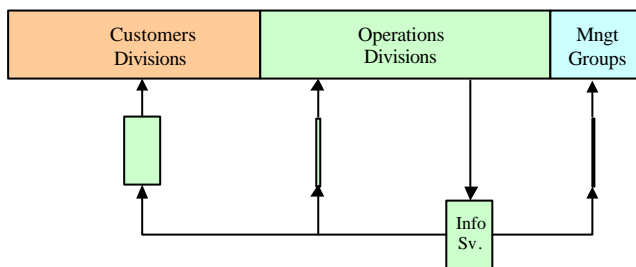 Customers
Divisions
Operations
Divisions
Mngt
Groups
Info
Sv.